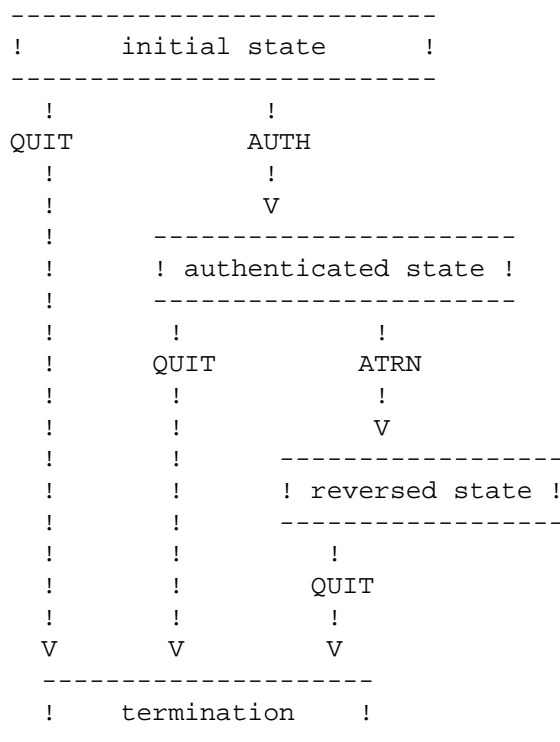 ---------------------------
!      initial state      !
---------------------------
  !             !
QUIT           AUTH
  !             !
  !             V
  !      -----------------------
  !      ! authenticated state !
  !      -----------------------
  !       !            !
  !      QUIT         ATRN
  !       !            !
  !       !            V
  !       !      ------------------
  !       !      ! reversed state !
  !       !      ------------------
  !       !         !
  !       !        QUIT
  !       !         !
  V       V         V
  ---------------------
  !    termination    !